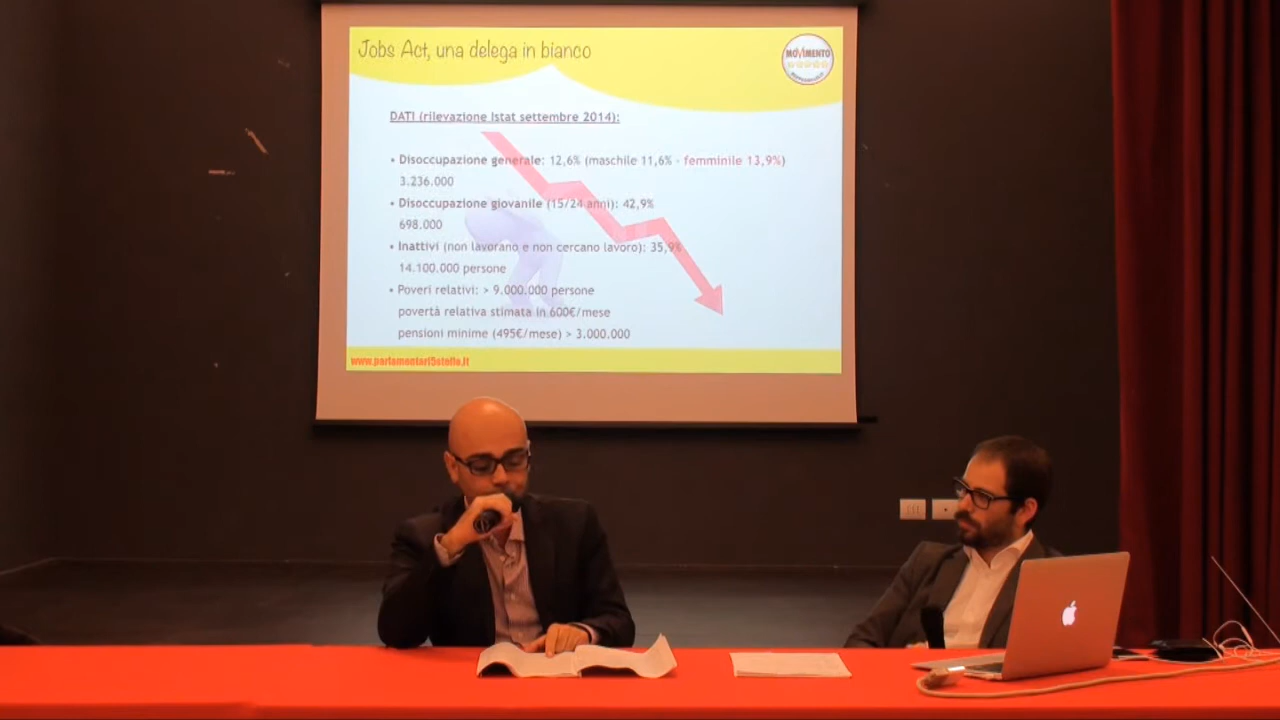 Jobs Act, una delega in bianco
MOVIMENTO
DATI (rilevazione Istat settembre 2014):
• Disoccupazione generale: 12,6% (maschile 11,6% - femminile 13,9%)
3.236.000
• Disoccupazione giovanile (15/24 anni): 42,9%
698.000
• Inattivi (non lavorano e non cercano lavoro): 35,9%
14.100.000 persone
• Poveri relativi: > 9.000.000 persone
povertà relativa stimata in 600€/mese
pensioni minime (495€/mese) > 3.000.000
www.parlamentari5stelle.it